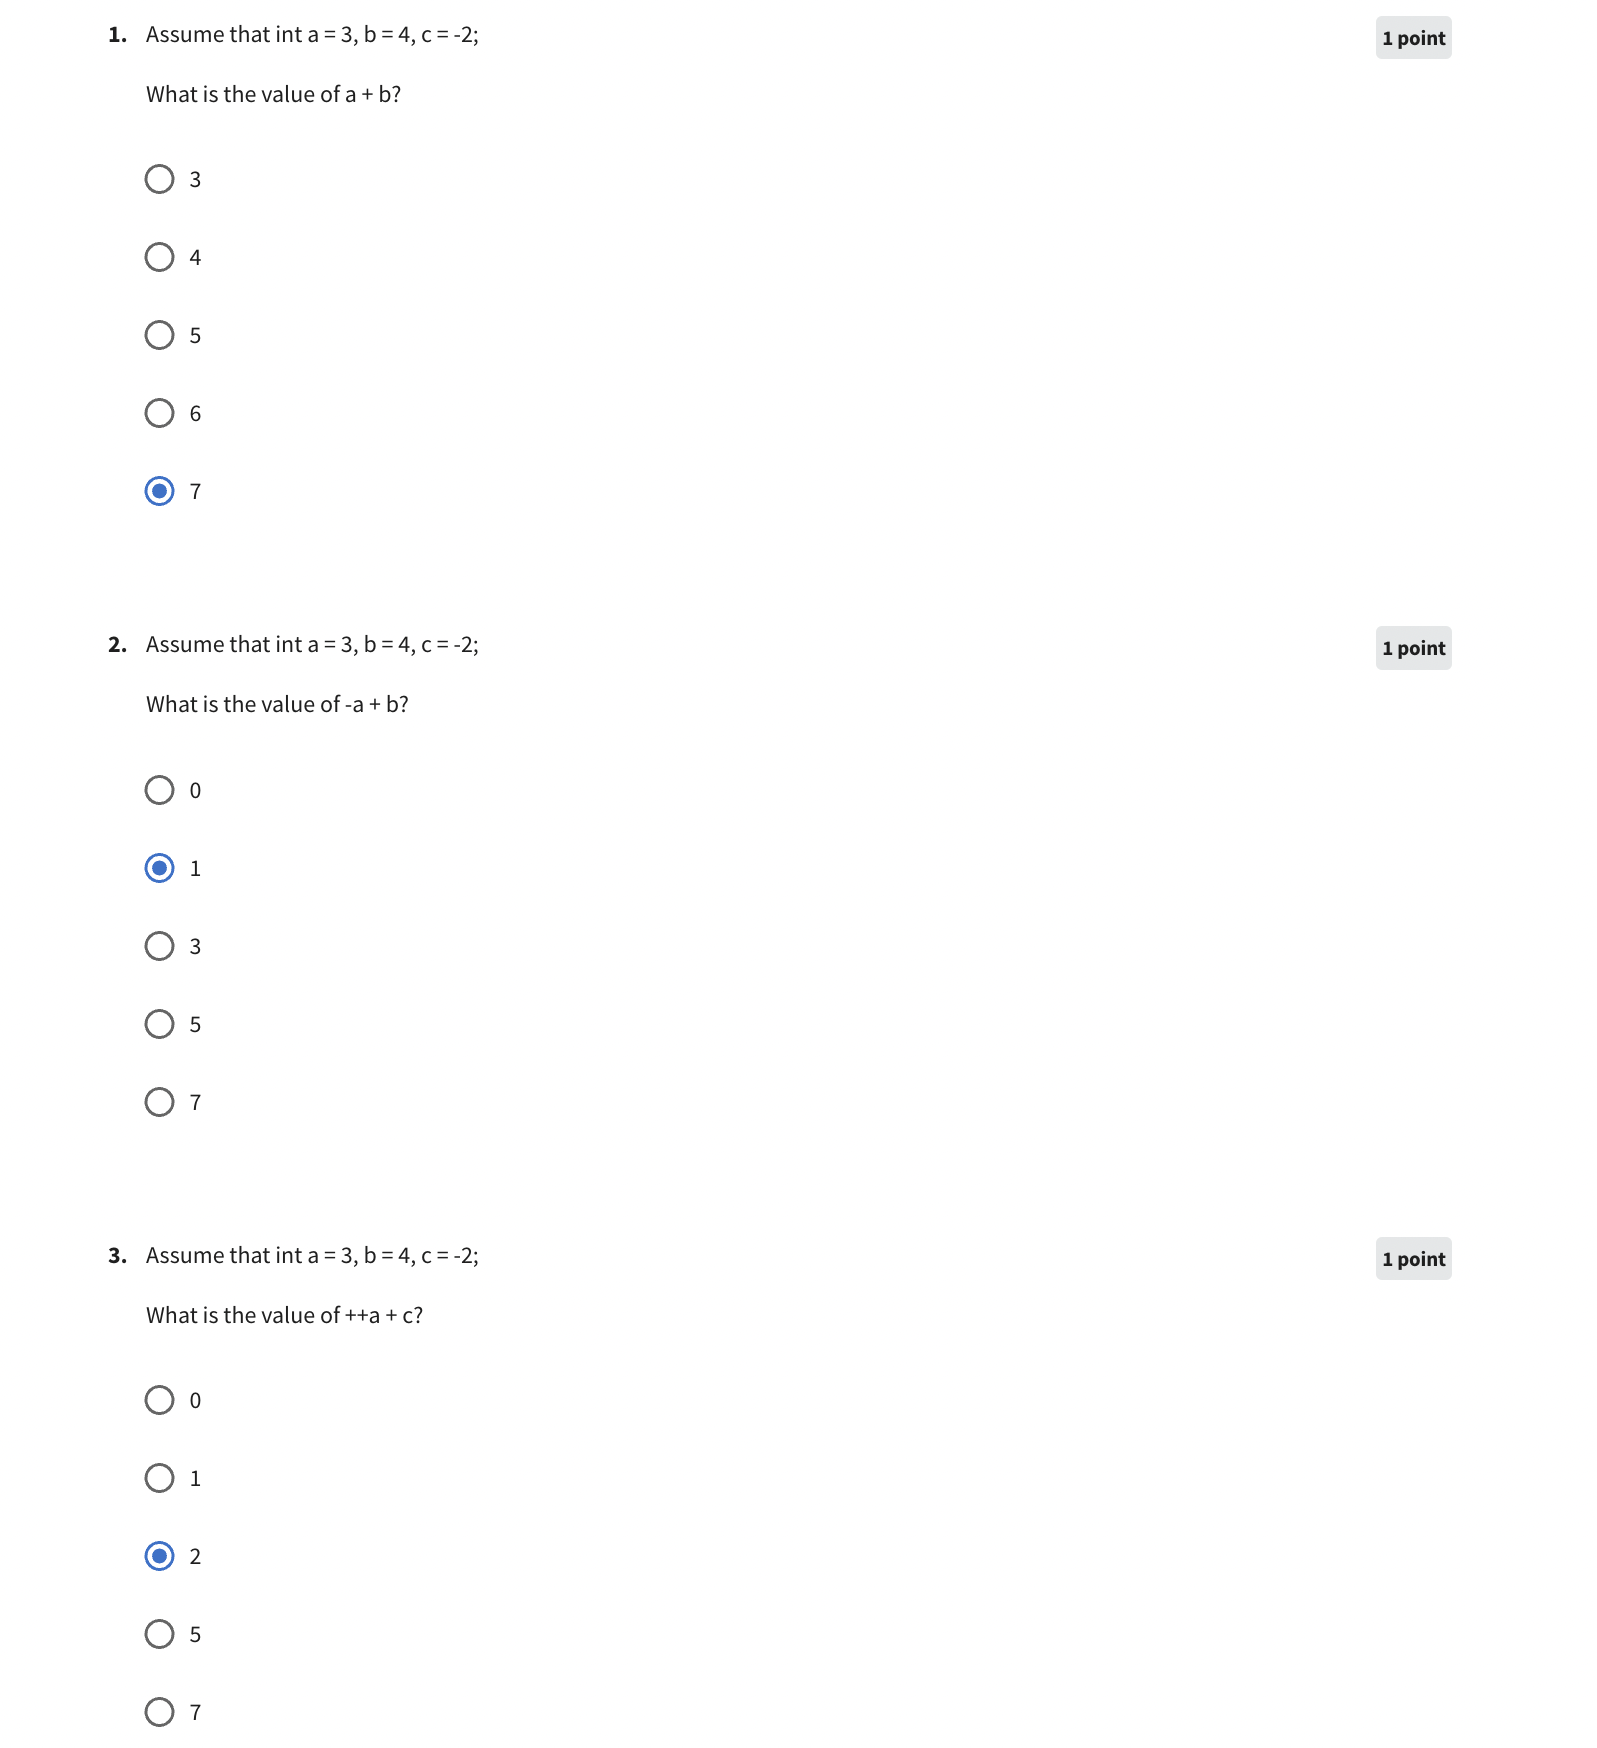 1. Assume that int a = 3, b = 4, c = -2;
1 point
What is the value of a + b?
3
4
5
6
7
2. Assume that int a = 3, b = 4, c = -2;
1 point
What is the value of -a + b?
0
1
3
5
7
3. Assume that int a = 3, b = 4, c = -2;
1 point
What is the value of ++a + c?
0
1
2
5
7